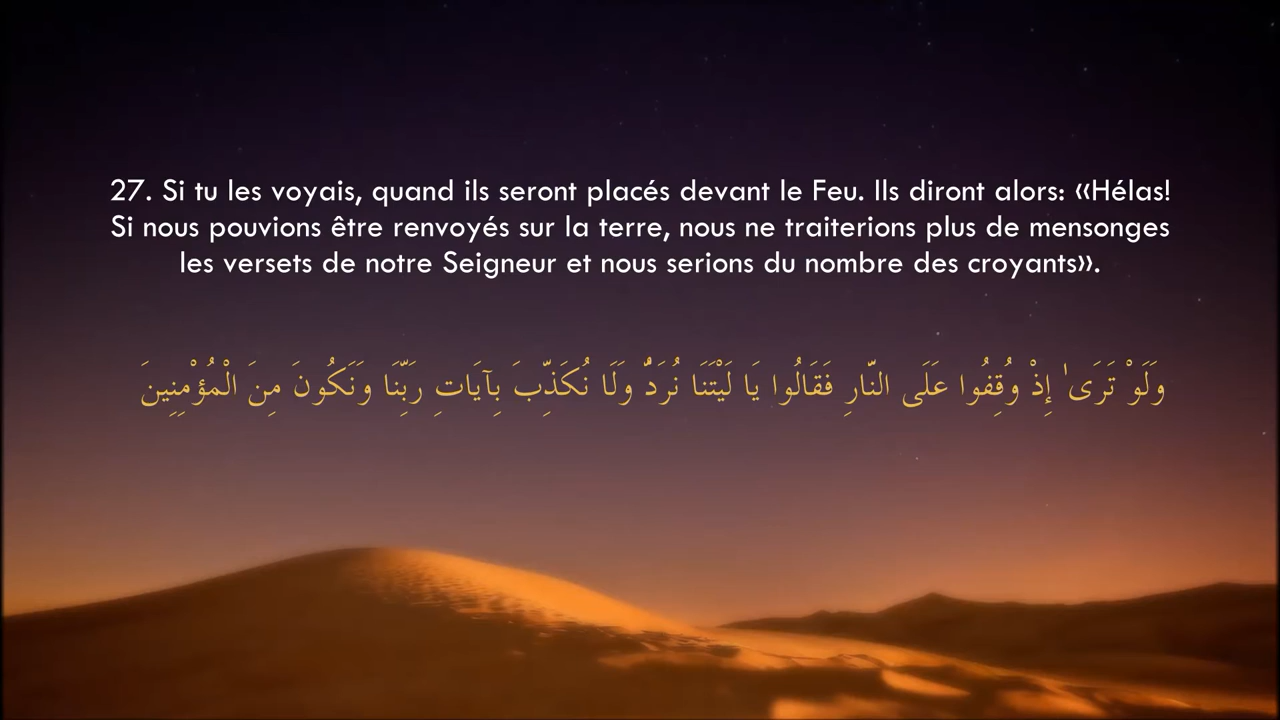 27. Si tu les voyais, quand ils seront placés devant le Feu. Ils diront alors: «Hélas!
Si nous pouvions être renvoyés sur la terre, nous ne traiterions plus de mensonges
les versets de notre Seigneur et nous serions du nombre des croyants».
وَلَوْ تَرَىٰ إِذْ وُقِفُوا عَلَى النَّارِ فَقَالُوا يَا لَيْتَنَا نُرَدُّ وَلَا نُكَذِّبَ بِآيَاتِ رَبِّنَا وَنَكُونَ مِنَ الْمُؤْمِنِينَ